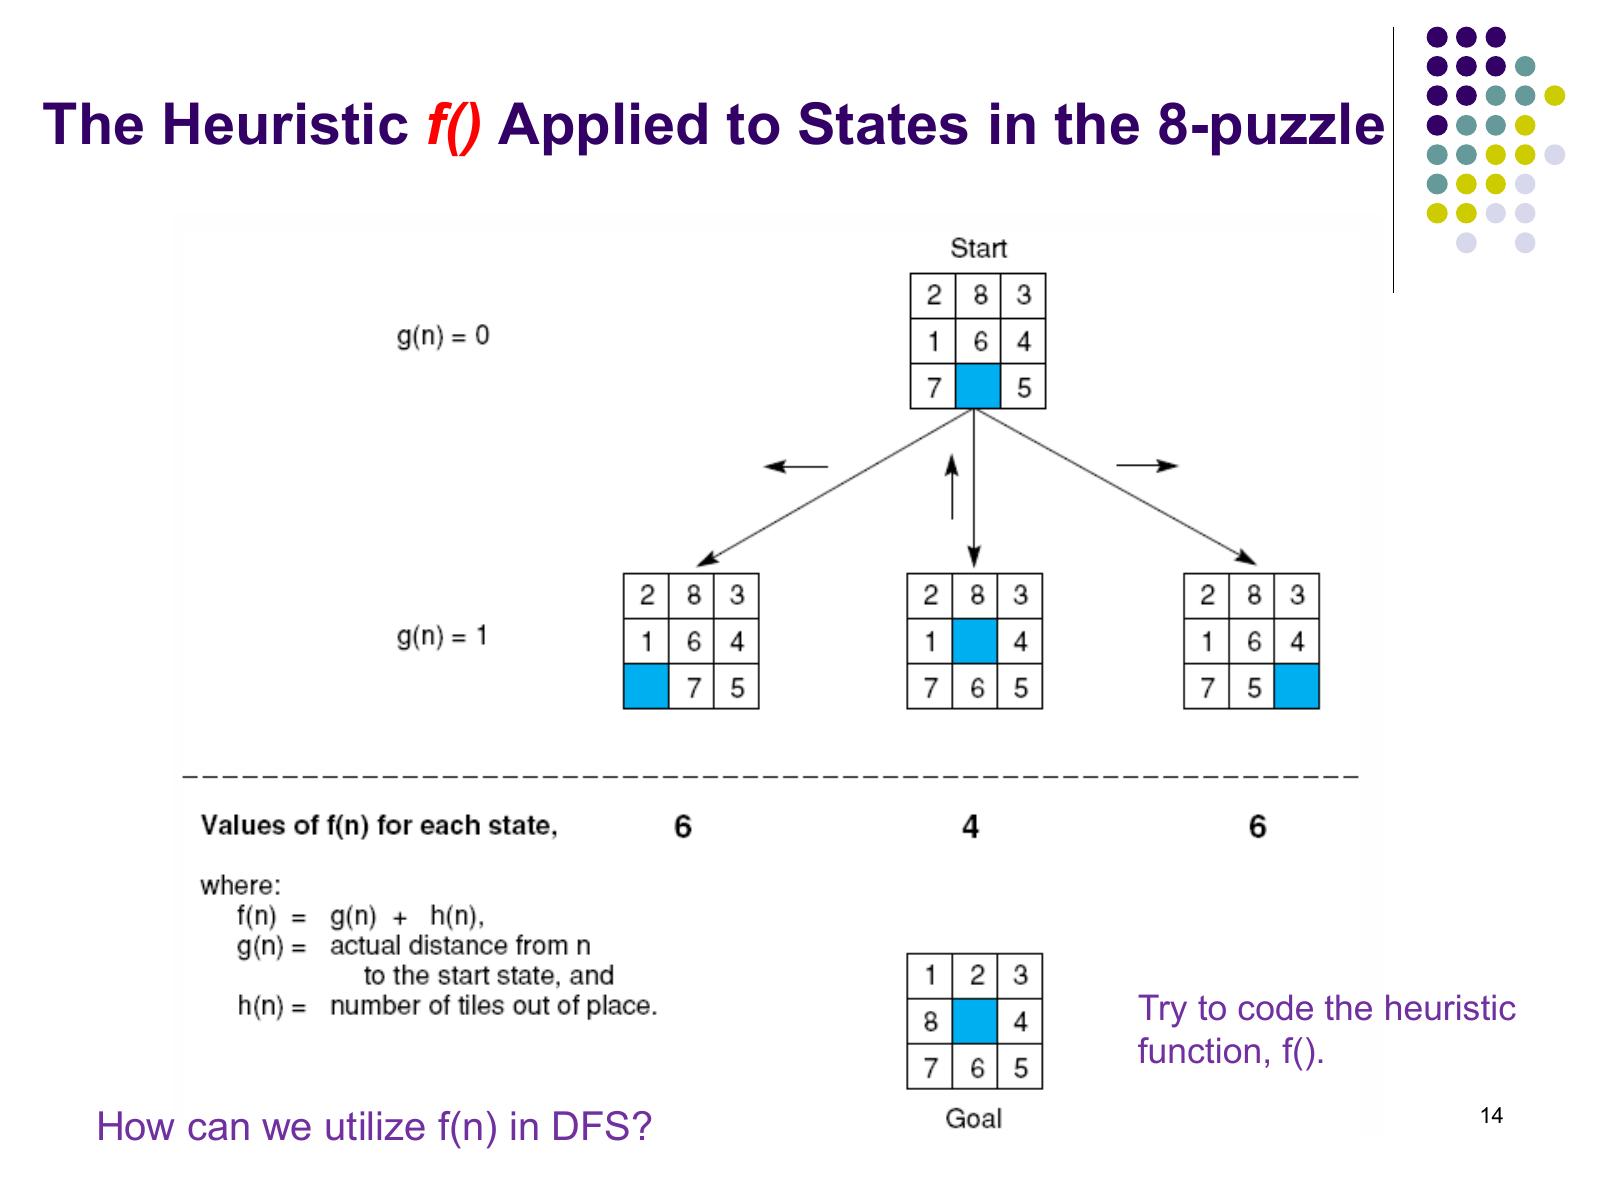 The Heuristic f() Applied to States in the 8-puzzle
Start
2 8 3
g(n) = 0
1 6 4
7 5
2 8 3 2 8 3 2 8 3
g(n) = 1
1 6 4 1 4 1 6 4
7 5 7 6 5 7 5
Values of f(n) for each state, 6 4 6
where:
f(n) = g(n) + h(n),
g(n) = actual distance from n
to the start state, and
h(n) = number of tiles out of place.
1 2 3
8 4
7 6 5
Goal
Try to code the heuristic
function, f().
How can we utilize f(n) in DFS?
14